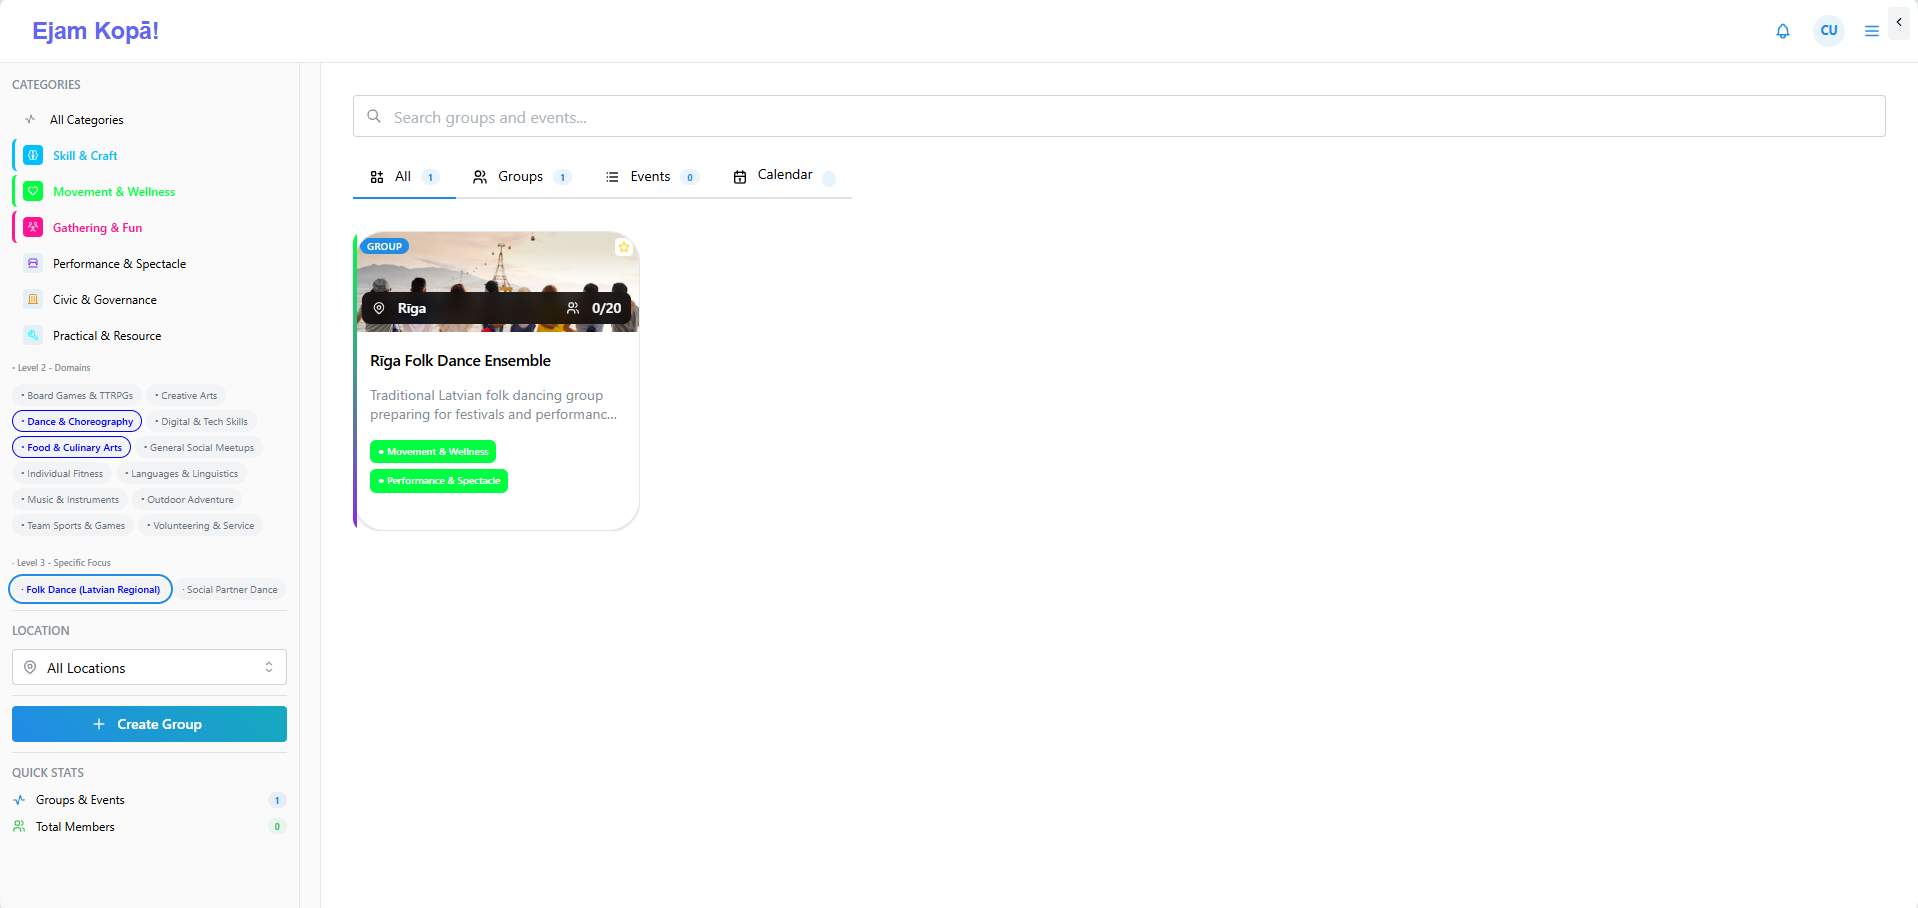 Ejam Kopā!
CU
CATEGORIES
All Categories
Skill & Craft
Movement & Wellness
Gathering & Fun
Performance & Spectacle
Civic & Governance
Practical & Resource
• Level 2 - Domains
• Board Games & TTRPGs • Creative Arts
• Dance & Choreography • Digital & Tech Skills
• Food & Culinary Arts • General Social Meetups
• Individual Fitness • Languages & Linguistics
• Music & Instruments • Outdoor Adventure
• Team Sports & Games • Volunteering & Service
· Level 3 - Specific Focus
· Folk Dance (Latvian Regional) · Social Partner Dance
LOCATION
All Locations
+ Create Group
QUICK STATS
Groups & Events 1
Total Members 0
Search groups and events...
All 1 Groups 1 Events 0 Calendar
GROUP
Rīga 0/20
Rīga Folk Dance Ensemble
Traditional Latvian folk dancing group
preparing for festivals and performanc...
• Movement & Wellness
• Performance & Spectacle